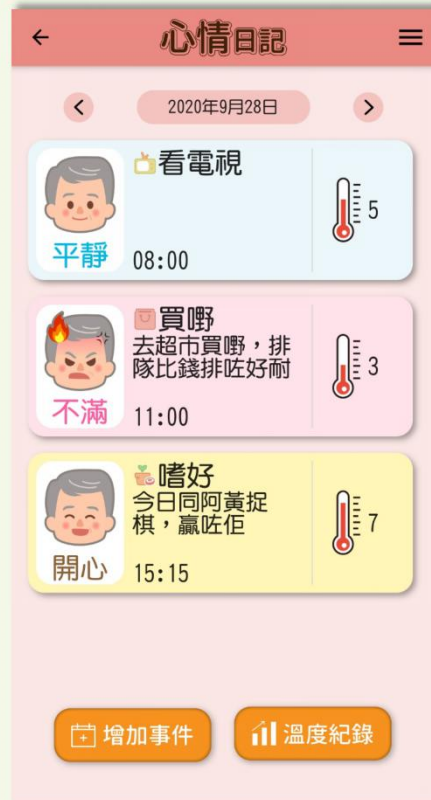 心情日記
2020年9月28日
看電視
平靜
08:00
5
買嘢
去超市買嘢，排
隊比錢排咗好耐
不滿
11:00
3
嗜好
今日同阿黃捉
棋，贏咗佢
開心
15:15
7
增加事件
溫度紀錄